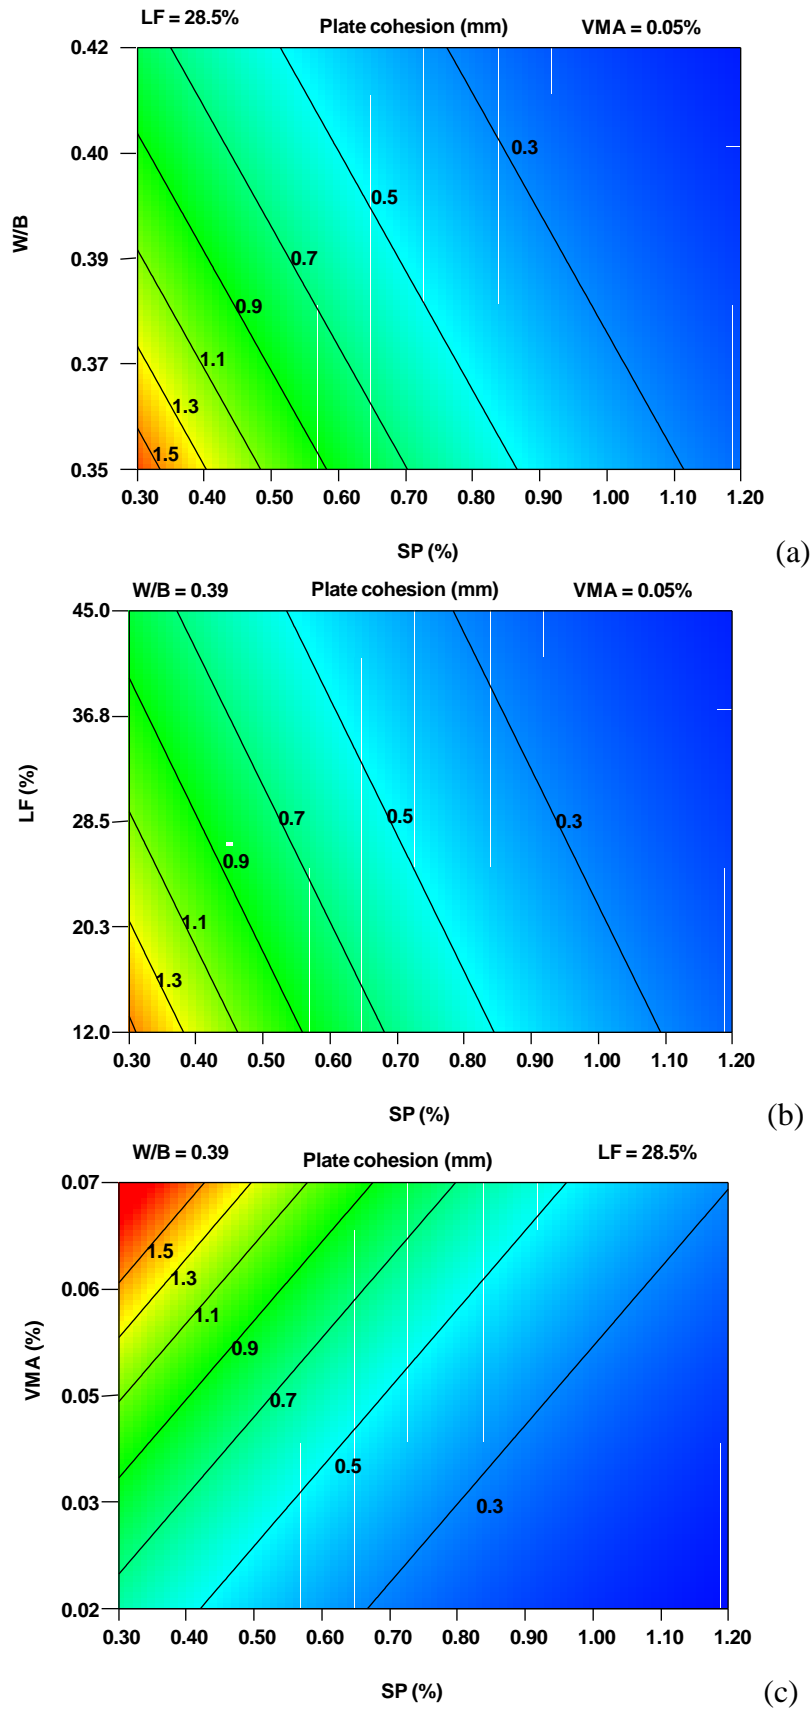 LF = 28.5% Plate cohesion (mm) VMA = 0.05%
0.42
0.40
0.39
0.37
0.35
W/B
0.3
0.5
0.7
0.9
1.1
1.3
1.5
0.30 0.40 0.50 0.60 0.70 0.80 0.90 1.00 1.10 1.20
SP (%)
(a)
W/B = 0.39 Plate cohesion (mm) VMA = 0.05%
45.0
36.8
28.5
20.3
12.0
LF (%)
0.7 0.5 0.3
0.9
1.1
1.3
0.30 0.40 0.50 0.60 0.70 0.80 0.90 1.00 1.10 1.20
SP (%)
(b)
W/B = 0.39 Plate cohesion (mm) LF = 28.5%
0.07
0.06
0.05
0.03
0.02
VMA (%)
1.5
1.3
1.1
0.9
0.7
0.5
0.3
0.30 0.40 0.50 0.60 0.70 0.80 0.90 1.00 1.10 1.20
SP (%)
(c)